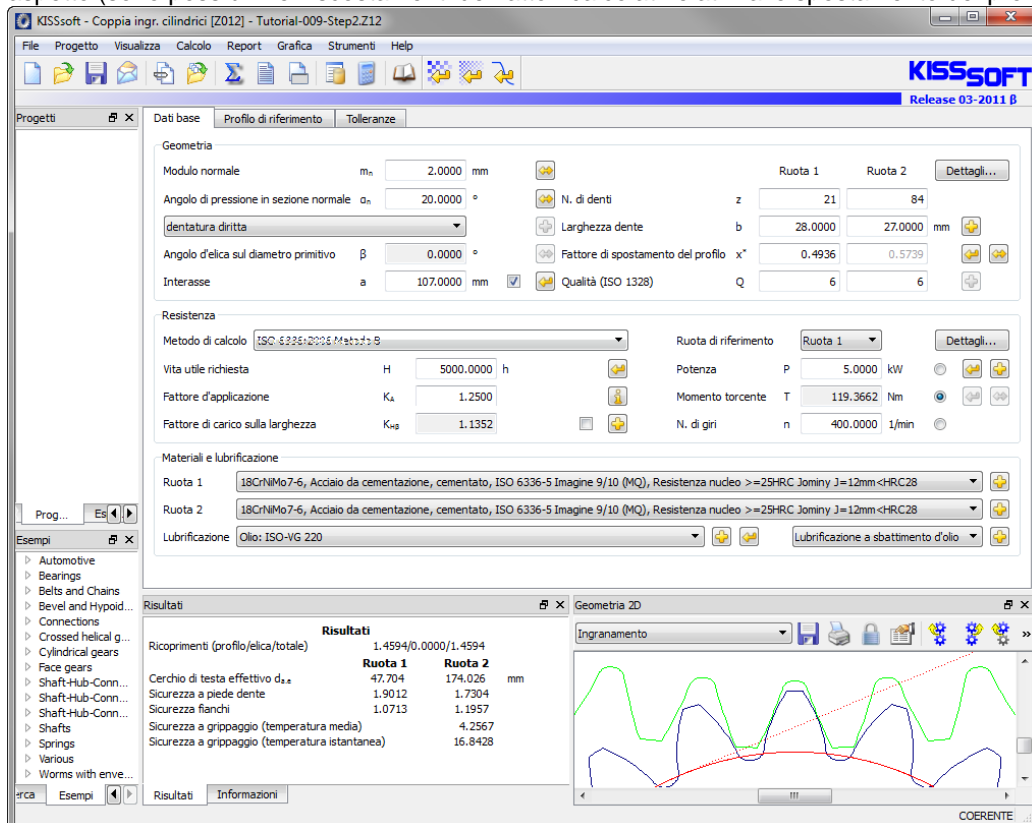 KISSsoft - Coppia ingr. cilindrici [Z012] - Tutorial-009-Step2.Z12
File Progetto Visualizza Calcolo Report Grafica Strumenti Help
KISSSOFT
Release 03-2011 β
Progetti
Dati base Profilo di riferimento Tolleranze
Geometria
Modulo normale mn 2.0000 mm Ruota 1 Ruota 2 Dettagli...
Angolo di pressione in sezione normale αn 20.0000 ° N. di denti z 21 84
dentatura diritta Larghezza dente b 28.0000 27.0000 mm
Angolo d'elica sul diametro primitivo β 0.0000 ° Fattore di spostamento del profilo x* 0.4936 0.5739
Interasse a 107.0000 mm Qualità (ISO 1328) Q 6 6
Resistenza
Metodo di calcolo ISO 6336:2006 Metodo B Ruota di riferimento Ruota 1 Dettagli...
Vita utile richiesta H 5000.0000 h Potenza P 5.0000 kW
Fattore d'applicazione KA 1.2500 Momento torcente T 119.3662 Nm
Fattore di carico sulla larghezza KHβ 1.1352 N. di giri n 400.0000 1/min
Materiali e lubrificazione
Ruota 1 18CrNiMo7-6, Acciaio da cementazione, cementato, ISO 6336-5 Imagine 9/10 (MQ), Resistenza nucleo >=25HRC Jominy J=12mm<HRC28
Ruota 2 18CrNiMo7-6, Acciaio da cementazione, cementato, ISO 6336-5 Imagine 9/10 (MQ), Resistenza nucleo >=25HRC Jominy J=12mm<HRC28
Lubrificazione Olio: ISO-VG 220 Lubrificazione a sbattimento d'olio
Prog... Es
Esempi
Automotive
Bearings
Belts and Chains
Bevel and Hypoid...
Connections
Crossed helical g...
Cylindrical gears
Face gears
Shaft-Hub-Conn...
Shaft-Hub-Conn...
Shafts
Springs
Various
Worms with enve...
erca Esempi
Risultati
Risultati
Ricoprimenti (profilo/elica/totale) 1.4594/0.0000/1.4594
Ruota 1 Ruota 2
Cerchio di testa effettivo da.e 47.704 174.026 mm
Sicurezza a piede dente 1.9012 1.7304
Sicurezza fianchi 1.0713 1.1957
Sicurezza a grippaggio (temperatura media) 4.2567
Sicurezza a grippaggio (temperatura istantanea) 16.8428
Risultati Informazioni
Geometria 2D
Ingranamento
COERENTE